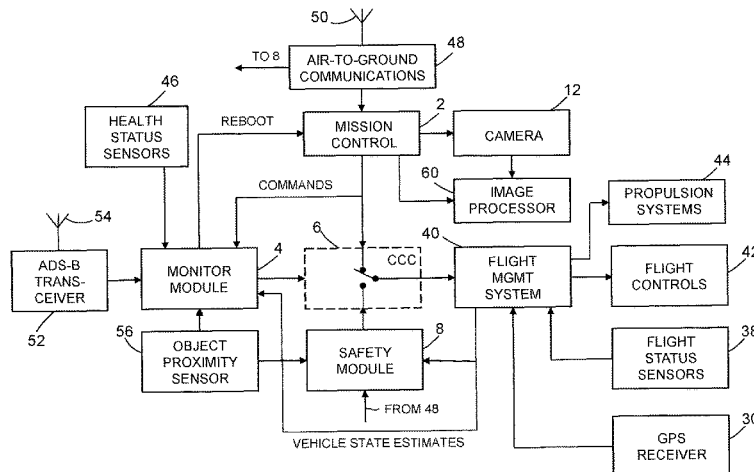 50
TO 8
AIR-TO-GROUND
COMMUNICATIONS
48
46
HEALTH
STATUS
SENSORS
REBOOT
MISSION
CONTROL
2
12
CAMERA
COMMANDS
60
IMAGE
PROCESSOR
44
PROPULSION
SYSTEMS
54
ADS-B
TRANS-
CEIVER
52
MONITOR
MODULE
4
6
CCC
40
FLIGHT
MGMT
SYSTEM
42
FLIGHT
CONTROLS
56
OBJECT
PROXIMITY
SENSOR
8
SAFETY
MODULE
38
FLIGHT
STATUS
SENSORS
FROM 48
VEHICLE STATE ESTIMATES
30
GPS
RECEIVER